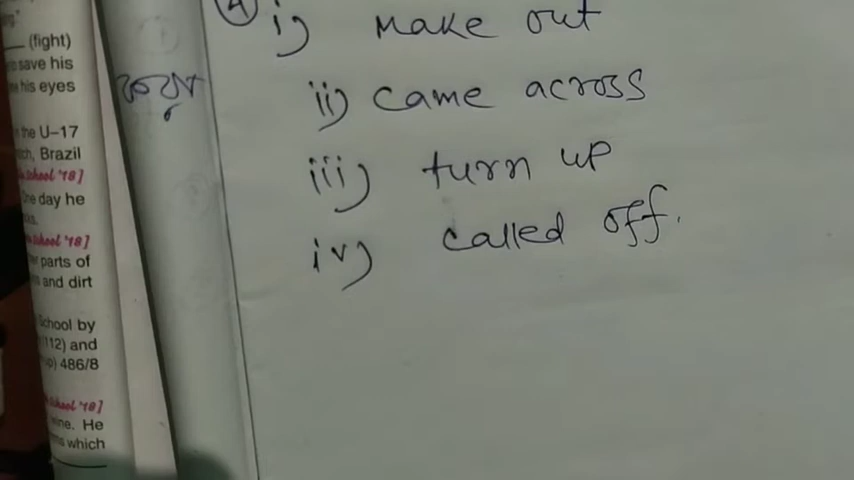 (fight)
save his
his eyes
the U-17
Brazil
School '18]
One day he
School '18]
parts of
and dirt
School by
and
486/8
School '18]
He
which
4 i) Make out
ii) came across
iii) turn up
iv) called off.